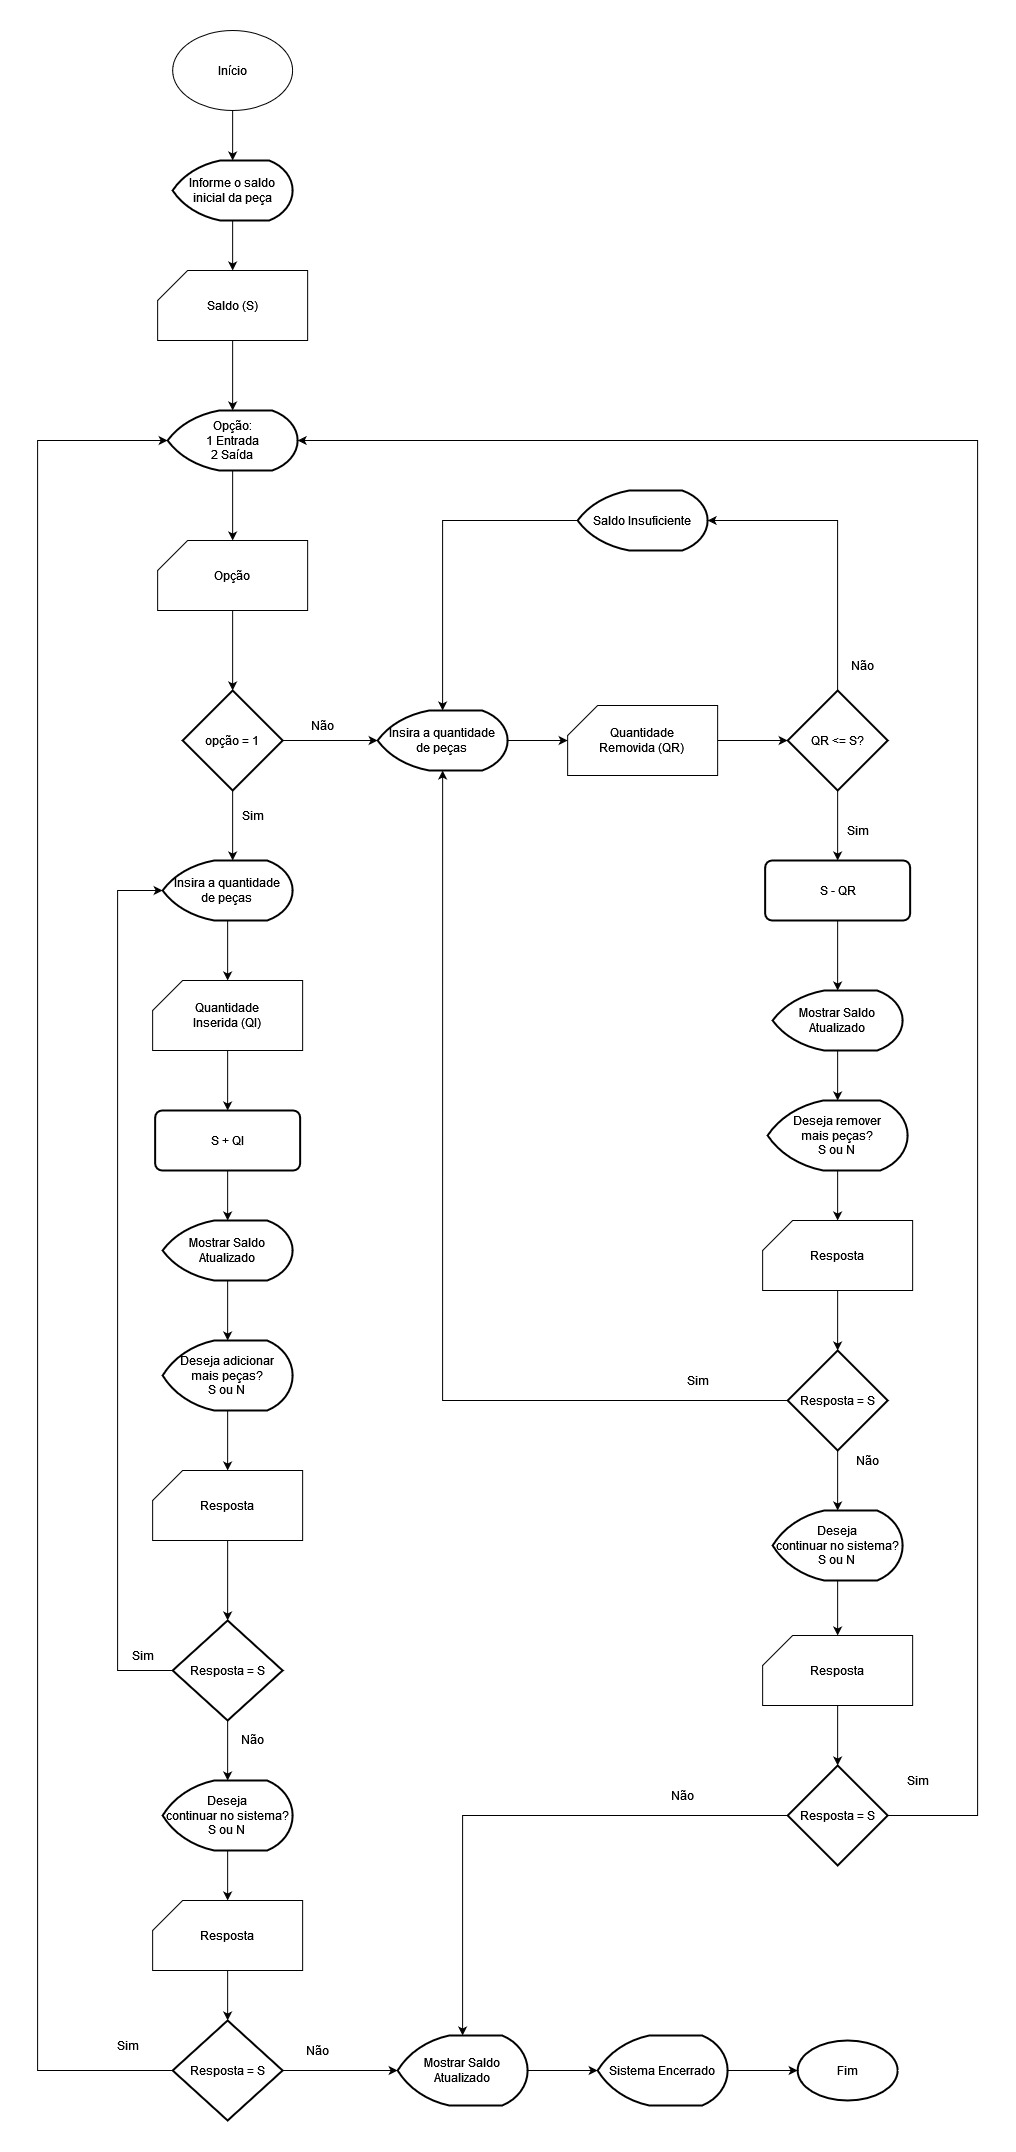 Início
Informe o saldo
inicial da peça
Saldo (S)
Opção:
1 Entrada
2 Saída
Opção
opção = 1
Não
Sim
Insira a quantidade
de peças
Quantidade
Inserida (QI)
S + QI
Mostrar Saldo
Atualizado
Deseja adicionar
mais peças?
S ou N
Resposta
Resposta = S
Sim
Não
Deseja
continuar no sistema?
S ou N
Resposta
Resposta = S
Sim
Não
Saldo Insuficiente
Insira a quantidade
de peças
Quantidade
Removida (QR)
QR <= S?
Não
Sim
S - QR
Mostrar Saldo
Atualizado
Deseja remover
mais peças?
S ou N
Resposta
Resposta = S
Sim
Não
Deseja
continuar no sistema?
S ou N
Resposta
Resposta = S
Sim
Não
Mostrar Saldo
Atualizado
Sistema Encerrado
Fim